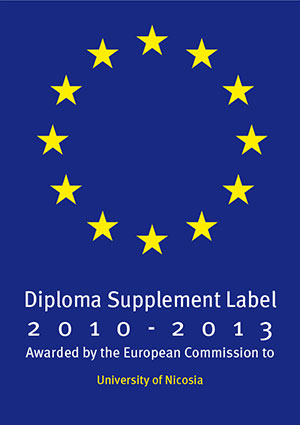 Diploma Supplement Label
2010-2013
Awarded by the European Commission to
University of Nicosia